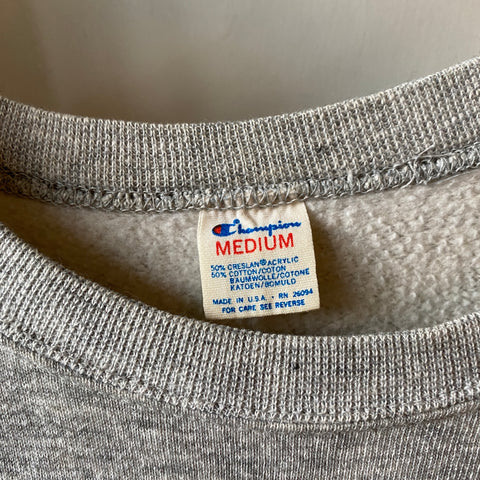 Champion
MEDIUM
50% CRESLAN® ACRYLIC
50% COTTON/COTON
BAUMWOLLE/COTONE
KATOEN/BOMULD
MADE IN U.S.A. • RN 26094
FOR CARE SEE REVERSE